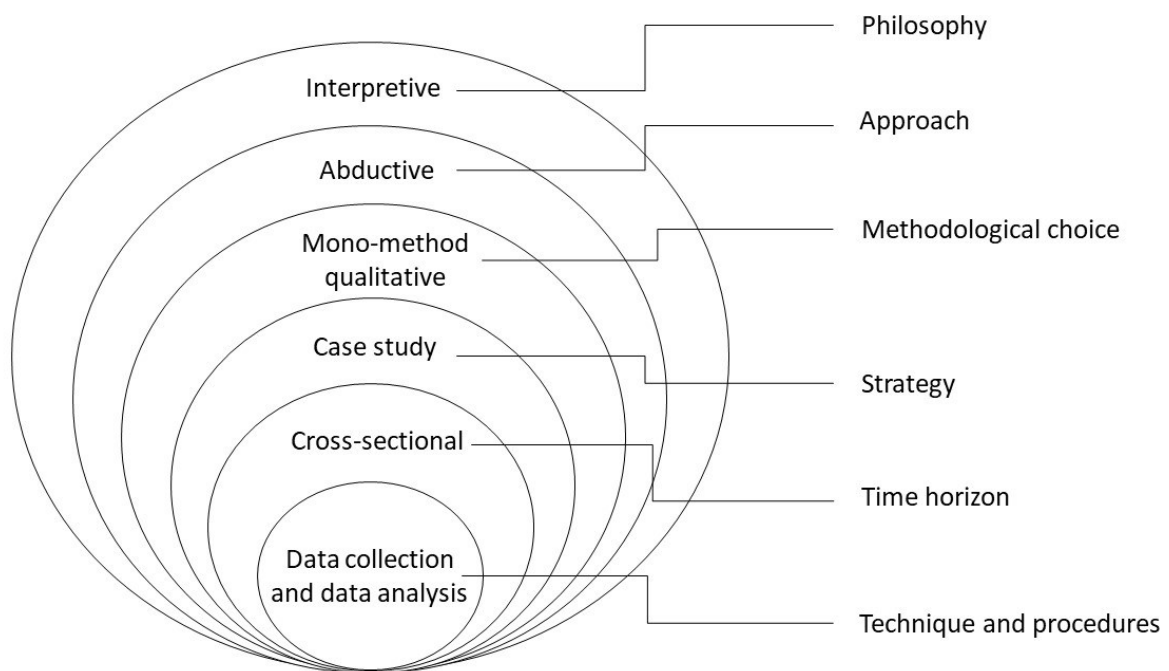 Philosophy
Interpretive
Approach
Abductive
Methodological choice
Mono-method
qualitative
Case study
Strategy
Cross-sectional
Time horizon
Data collection
and data analysis
Technique and procedures